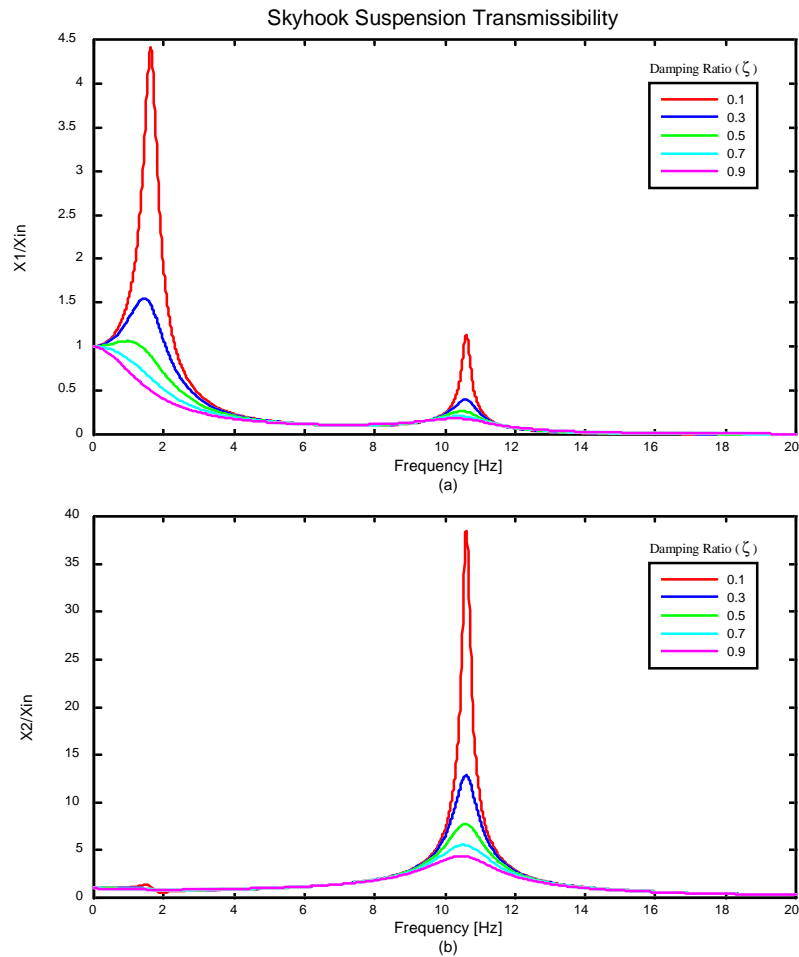 Skyhook Suspension Transmissibility
4.5
4
3.5
3
2.5
2
1.5
1
0.5
0
X1/Xin
Damping Ratio ( ζ )
0.1
0.3
0.5
0.7
0.9
0 2 4 6 8 10 12 14 16 18 20
Frequency [Hz]
(a)
40
35
30
25
20
15
10
5
0
X2/Xin
Damping Ratio ( ζ )
0.1
0.3
0.5
0.7
0.9
0 2 4 6 8 10 12 14 16 18 20
Frequency [Hz]
(b)